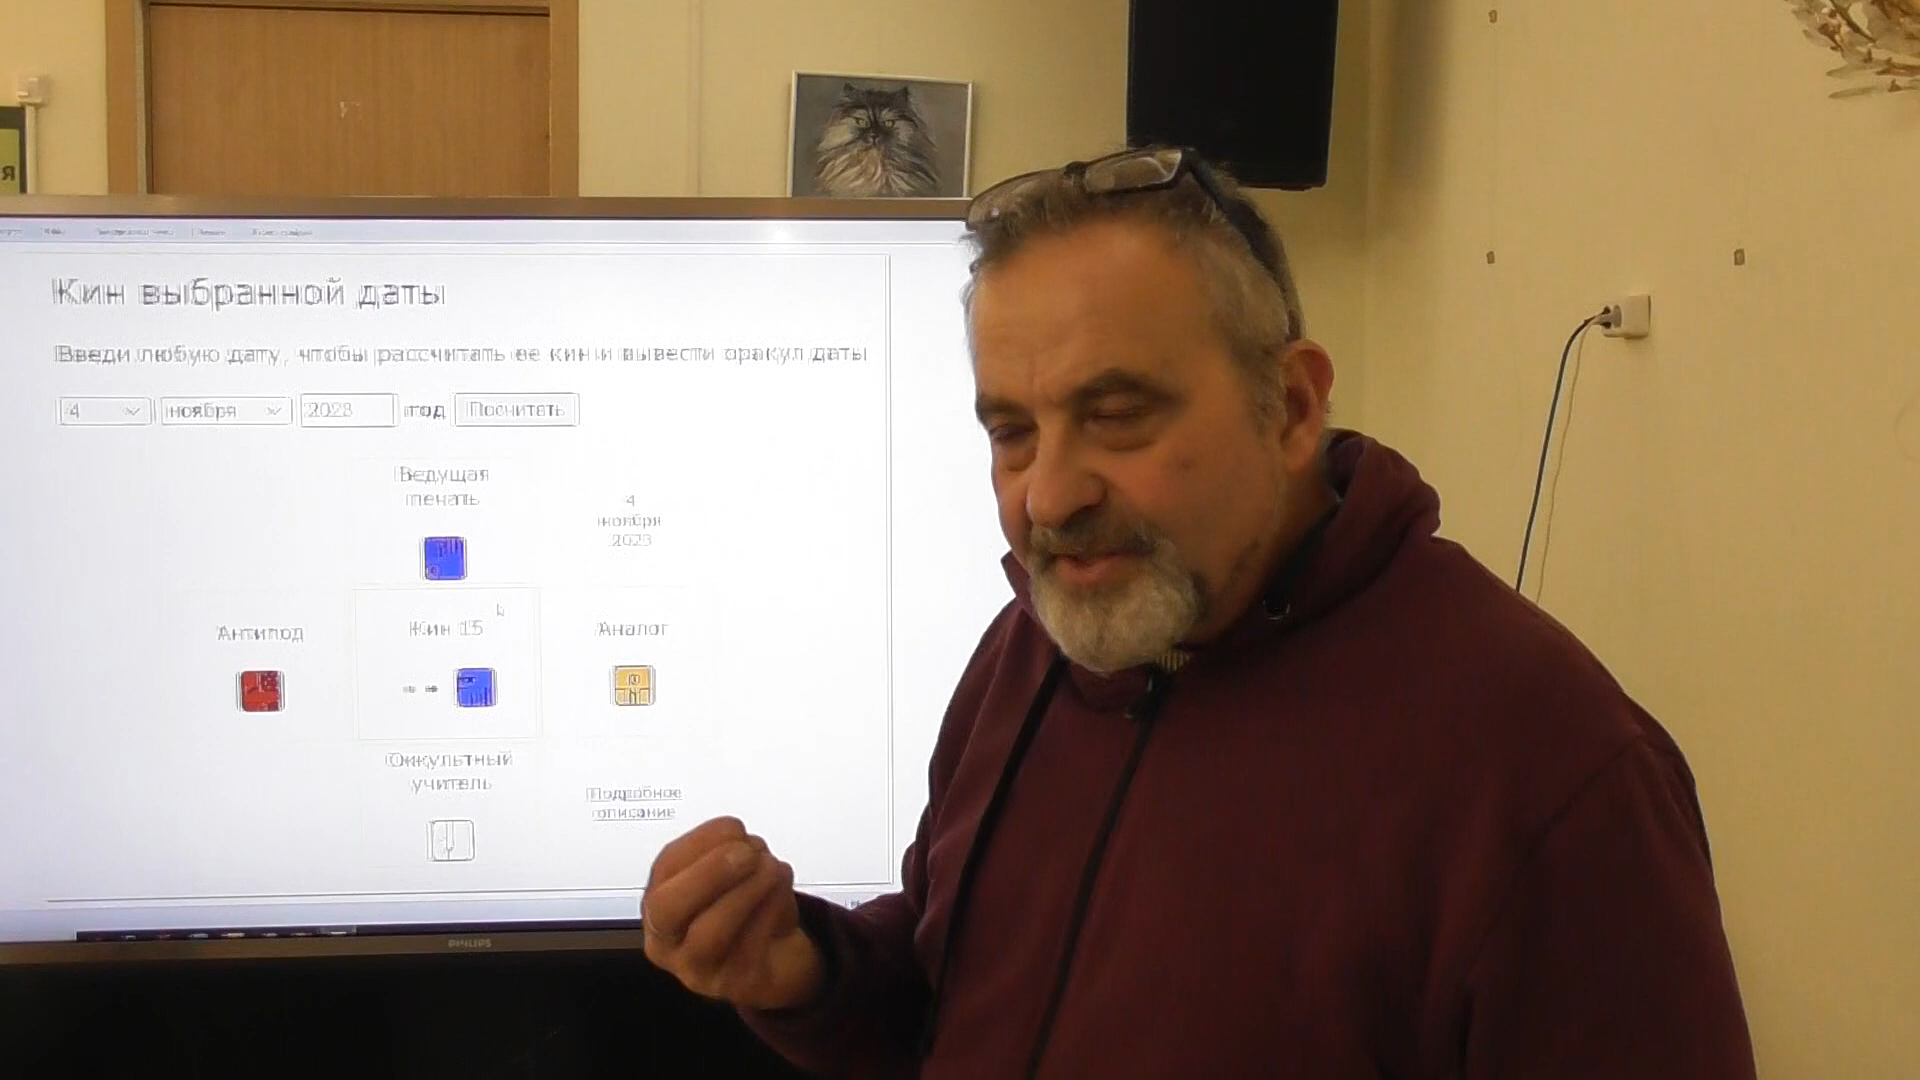 Я
Кин выбранной даты
Введи любую дату, чтобы рассчитать ее кин и вывести оракул даты
4 ноября 2023 год Посчитать
Ведущая
печать
4
ноября
2023
Антипод
Кин 15
Аналог
Оккультный
учитель
Подробное
описание
PHILIPS